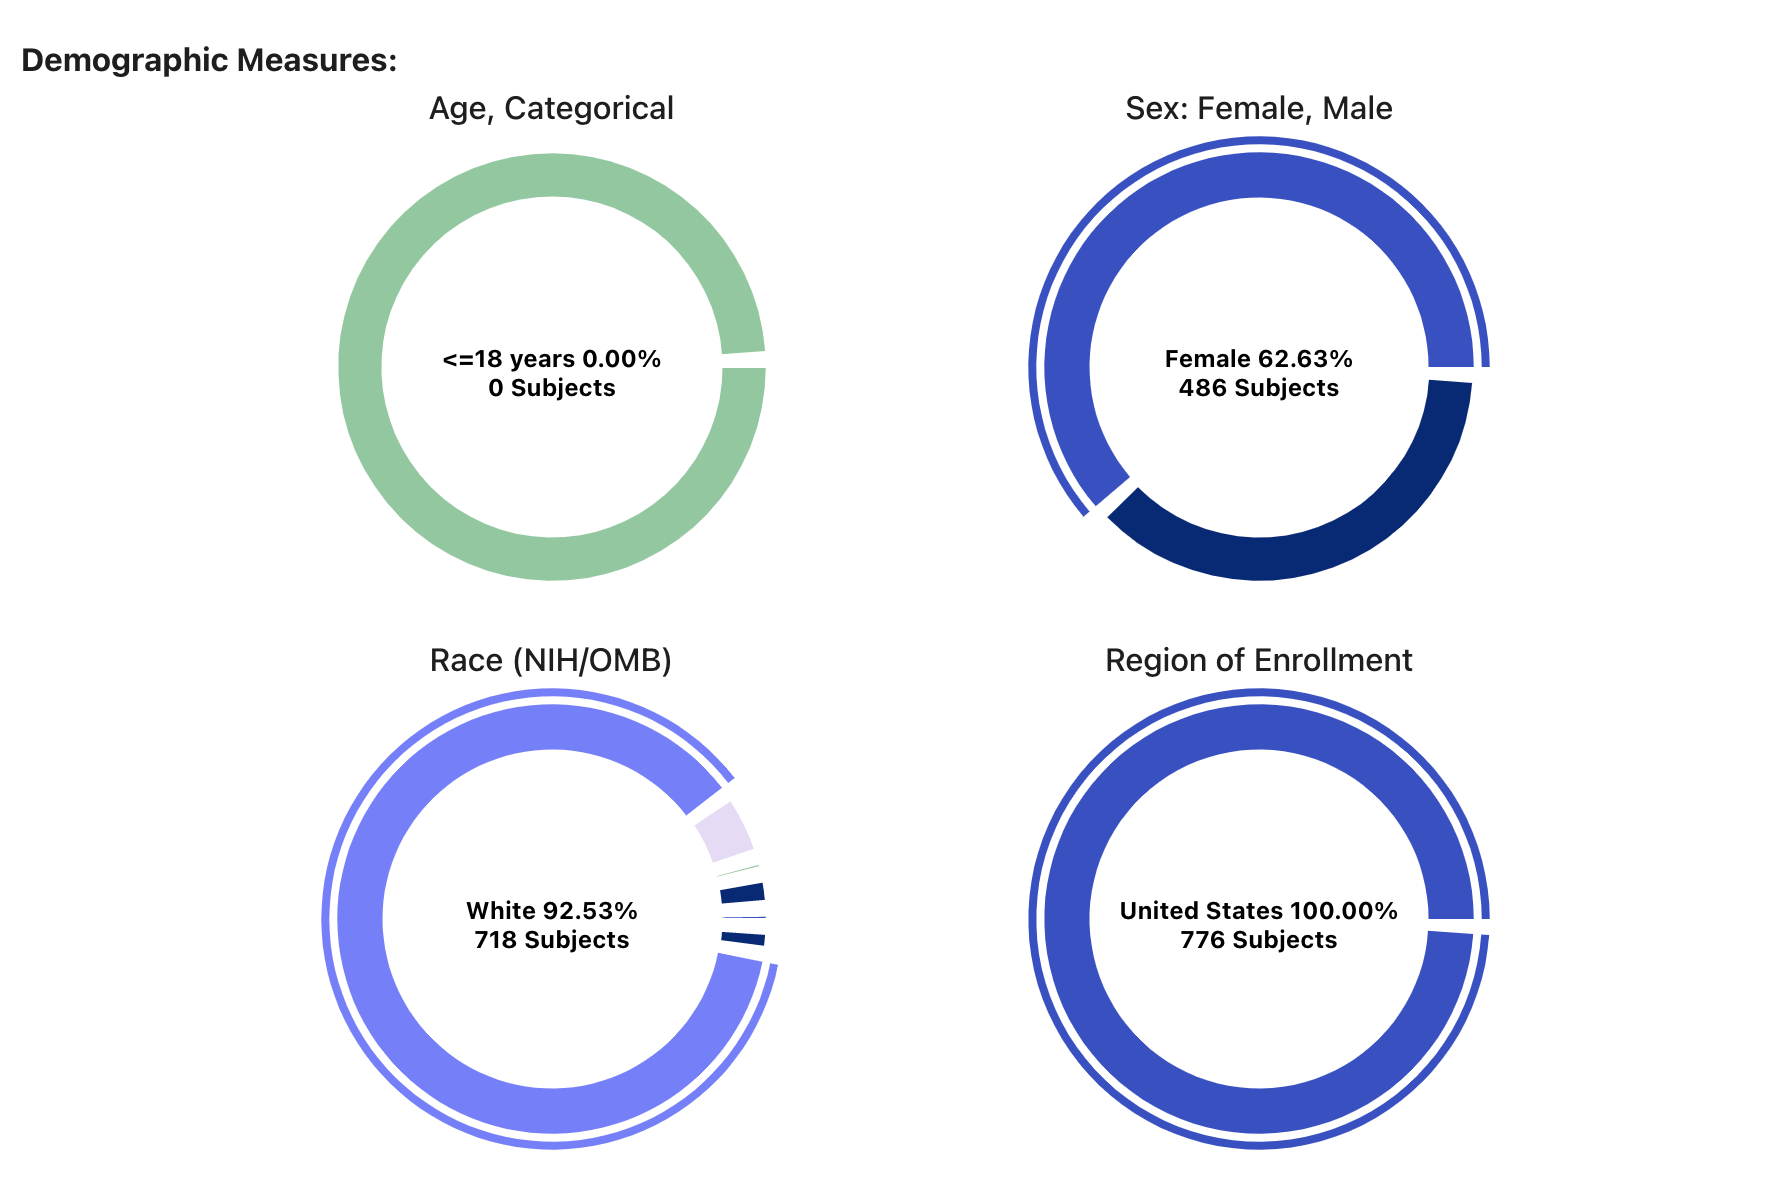 Demographic Measures:
Age, Categorical
<=18 years 0.00%
0 Subjects
Sex: Female, Male
Female 62.63%
486 Subjects
Race (NIH/OMB)
White 92.53%
718 Subjects
Region of Enrollment
United States 100.00%
776 Subjects